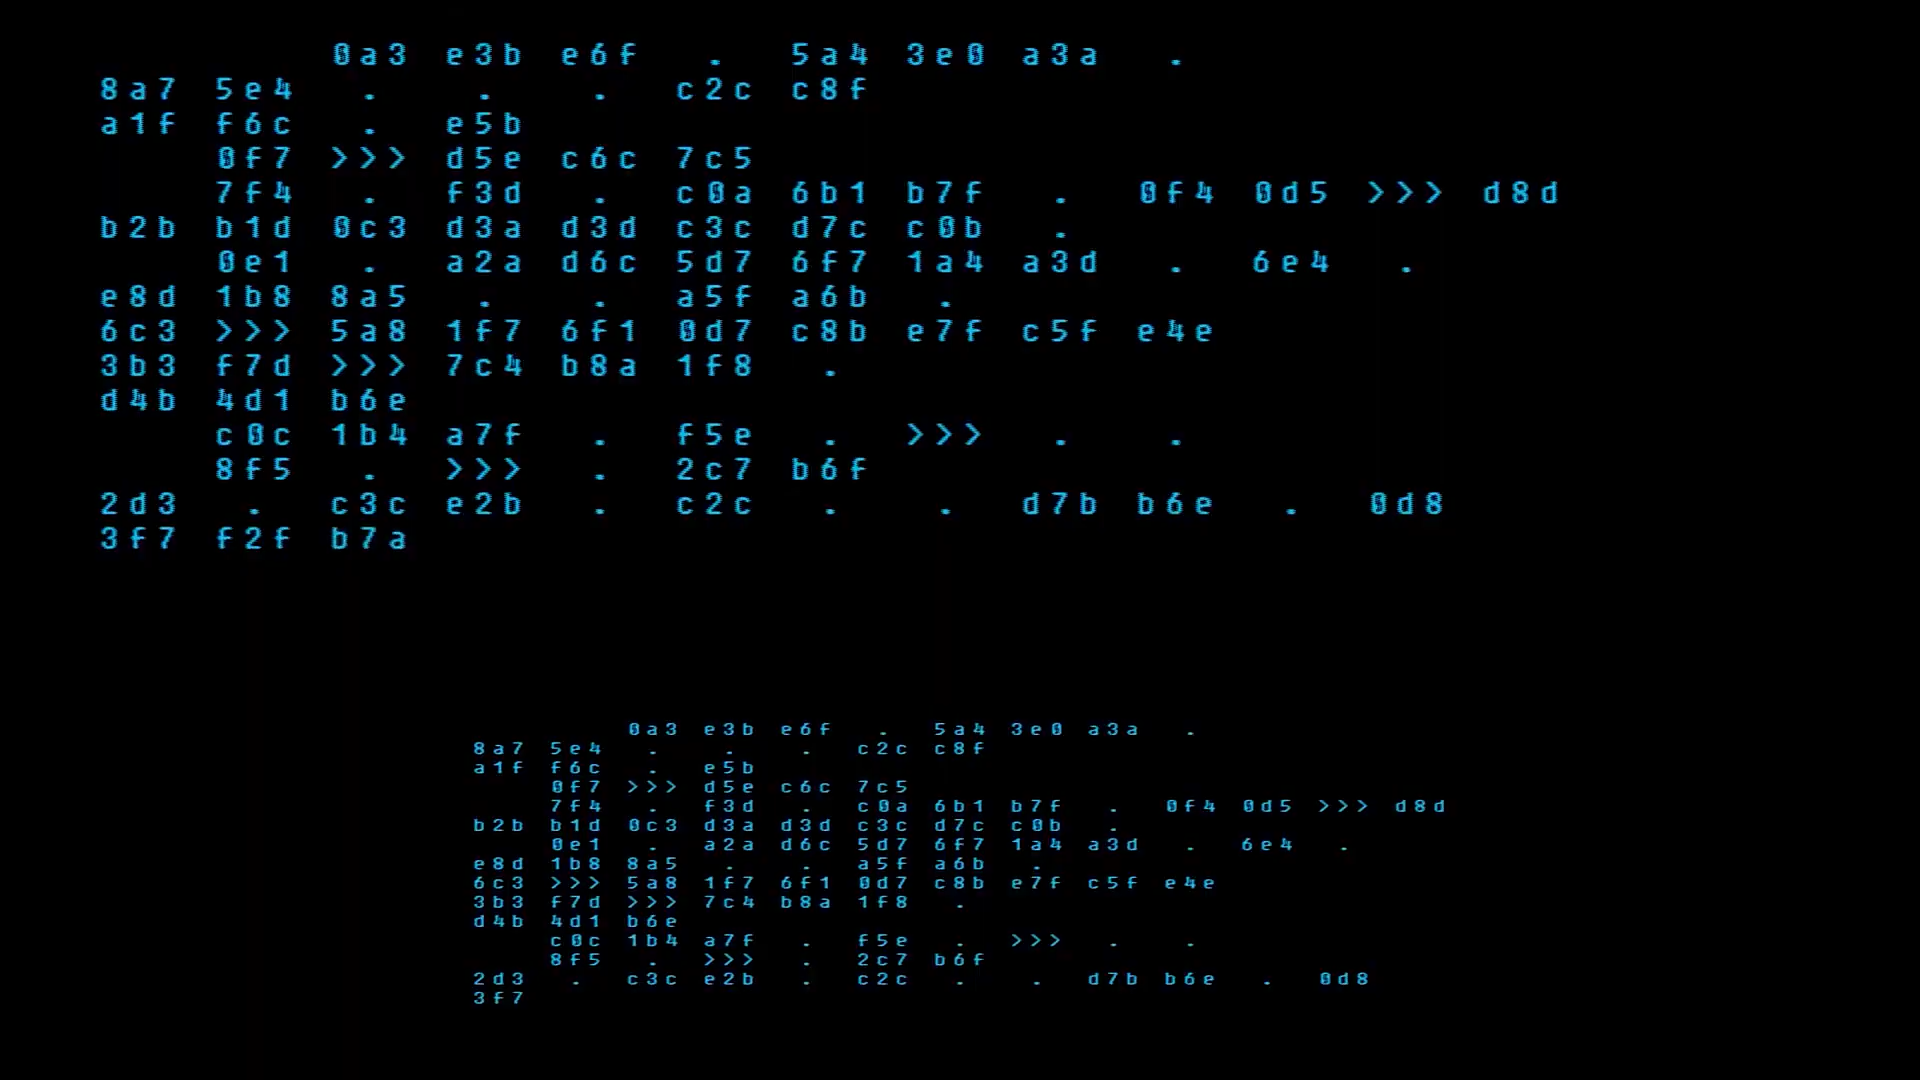 0a3 e3b e6f . 5a4 3e0 a3a .
8a7 5e4 . . . c2c c8f
a1f f6c . e5b
0f7 >>> d5e c6c 7c5
7f4 . f3d . c0a 6b1 b7f . 0f4 0d5 >>> d8d
b2b b1d 0c3 d3a d3d c3c d7c c0b .
0e1 . a2a d6c 5d7 6f7 1a4 a3d . 6e4 .
e8d 1b8 8a5 . . a5f a6b .
6c3 >>> 5a8 1f7 6f1 0d7 c8b e7f c5f e4e
3b3 f7d >>> 7c4 b8a 1f8 .
d4b 4d1 b6e
c0c 1b4 a7f . f5e . >>> . .
8f5 . >>> . 2c7 b6f
2d3 . c3c e2b . c2c . . d7b b6e . 0d8
3f7 f2f b7a
0a3 e3b e6f . 5a4 3e0 a3a .
8a7 5e4 . . . c2c c8f
a1f f6c . e5b
0f7 >>> d5e c6c 7c5
7f4 . f3d . c0a 6b1 b7f . 0f4 0d5 >>> d8d
b2b b1d 0c3 d3a d3d c3c d7c c0b .
0e1 . a2a d6c 5d7 6f7 1a4 a3d . 6e4 .
e8d 1b8 8a5 . . a5f a6b .
6c3 >>> 5a8 1f7 6f1 0d7 c8b e7f c5f e4e
3b3 f7d >>> 7c4 b8a 1f8 .
d4b 4d1 b6e
c0c 1b4 a7f . f5e . >>> . .
8f5 . >>> . 2c7 b6f
2d3 . c3c e2b . c2c . . d7b b6e . 0d8
3f7